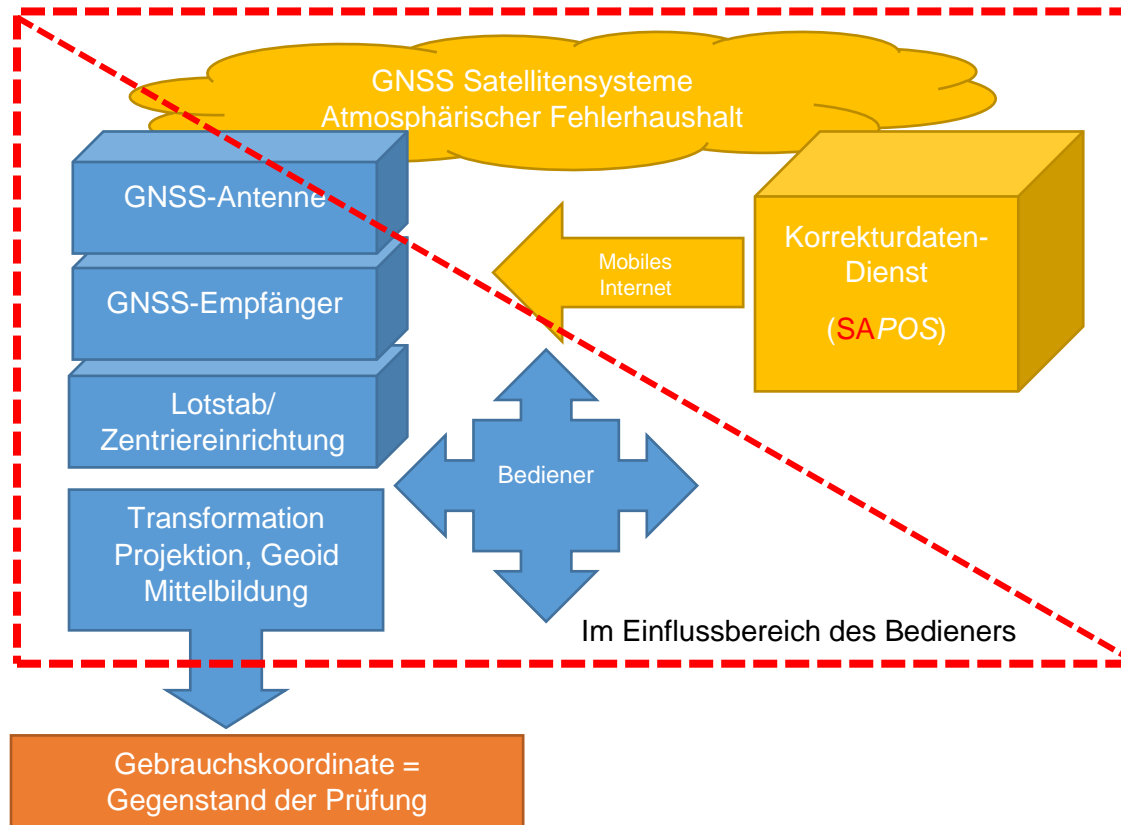 GNSS Satellitensysteme
Atmosphärischer Fehlerhaushalt
GNSS-Antenne
GNSS-Empfänger
Lotstab/
Zentriereinrichtung
Transformation
Projektion, Geoid
Mittelbildung
Mobiles
Internet
Korrekturdaten-
Dienst
(SAPOS)
Bediener
Im Einflussbereich des Bedieners
Gebrauchskoordinate =
Gegenstand der Prüfung